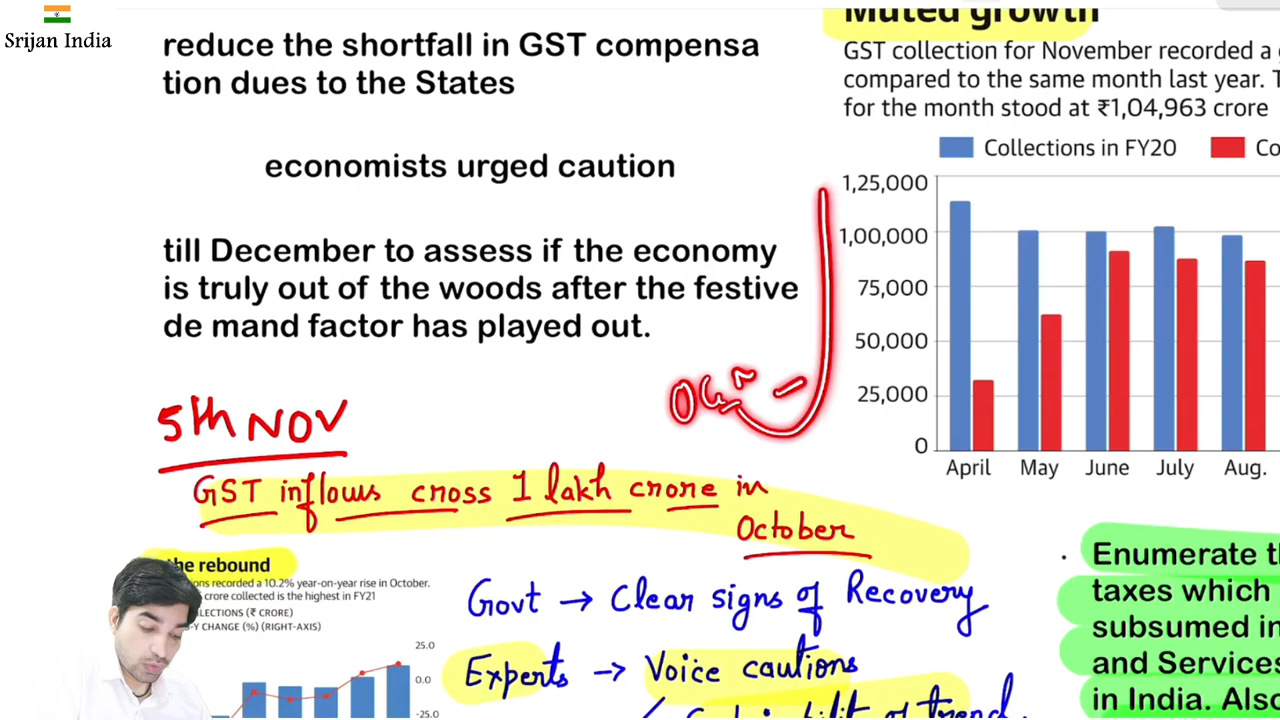 Srijan India
reduce the shortfall in GST compensa
tion dues to the States
economists urged caution
till December to assess if the economy
is truly out of the woods after the festive
de mand factor has played out.
5th NOV
GST inflows cross 1 lakh crore in
October
the rebound
recorded a 10.2% year-on-year rise in October.
crore collected is the highest in FY21
(₹ CRORE)
CHANGE (%) (RIGHT-AXIS)
25.0
0.0
-25.0
Govt → Clear signs of Recovery
Experts → Voice cautions
of trend
Muted growth
GST collection for November recorded a
compared to the same month last year.
for the month stood at ₹1,04,963 crore
Collections in FY20
Co
1,25,000
1,00,000
75,000
50,000
25,000
0
April May June July Aug.
Enumerate
taxes which
subsumed in
and Services
in India. Also